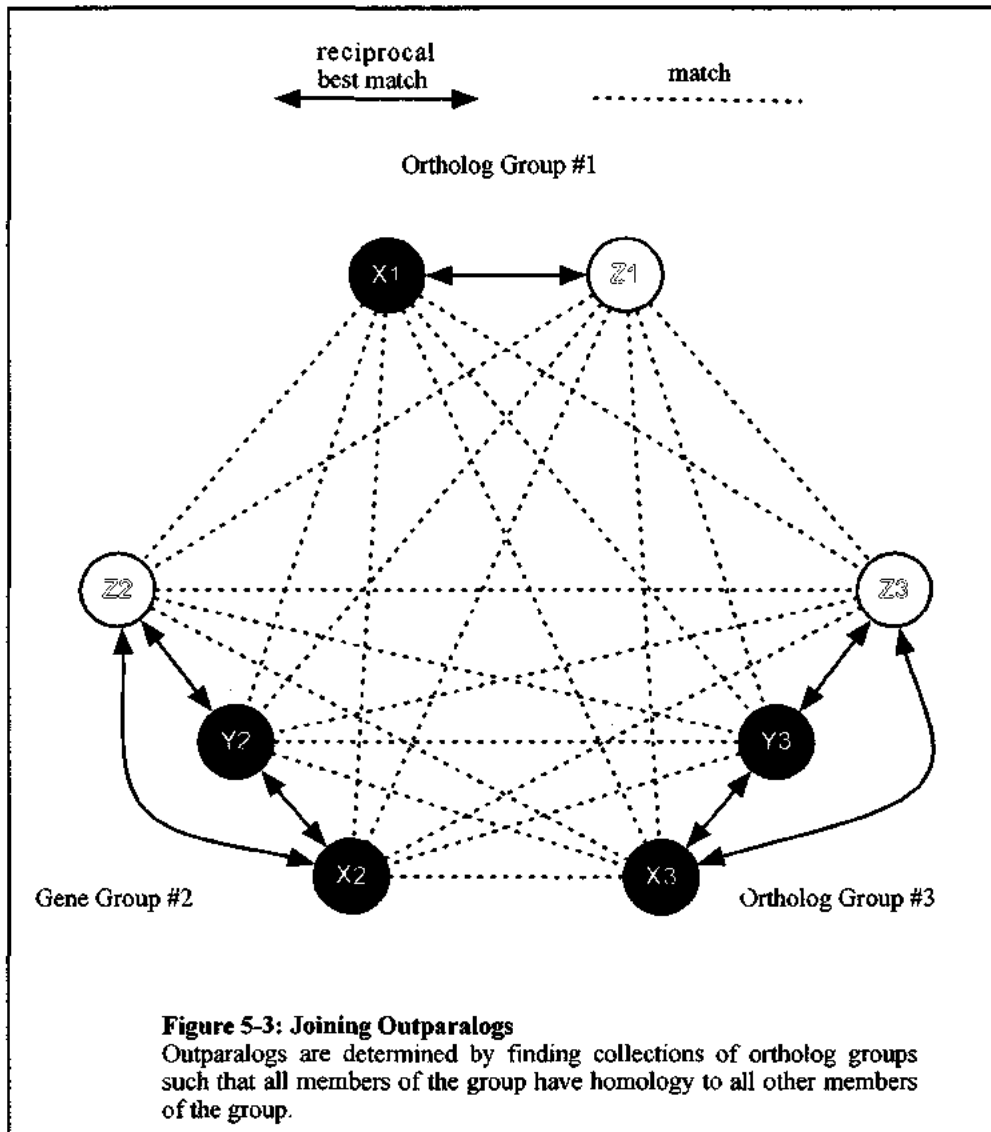 reciprocal
best match
match
Ortholog Group #1
X1
Z1
Z2
Z3
Y2
Y3
X2
X3
Gene Group #2
Ortholog Group #3
Figure 5-3: Joining Outparalogs
Outparalogs are determined by finding collections of ortholog groups
such that all members of the group have homology to all other members
of the group.